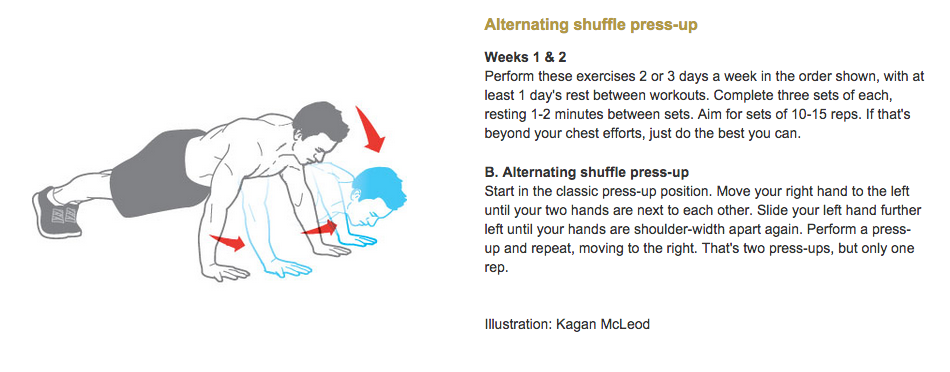 Alternating shuffle press-up
Weeks 1 & 2
Perform these exercises 2 or 3 days a week in the order shown, with at
least 1 day's rest between workouts. Complete three sets of each,
resting 1-2 minutes between sets. Aim for sets of 10-15 reps. If that's
beyond your chest efforts, just do the best you can.
B. Alternating shuffle press-up
Start in the classic press-up position. Move your right hand to the left
until your two hands are next to each other. Slide your left hand further
left until your hands are shoulder-width apart again. Perform a press-
up and repeat, moving to the right. That's two press-ups, but only one
rep.
Illustration: Kagan McLeod